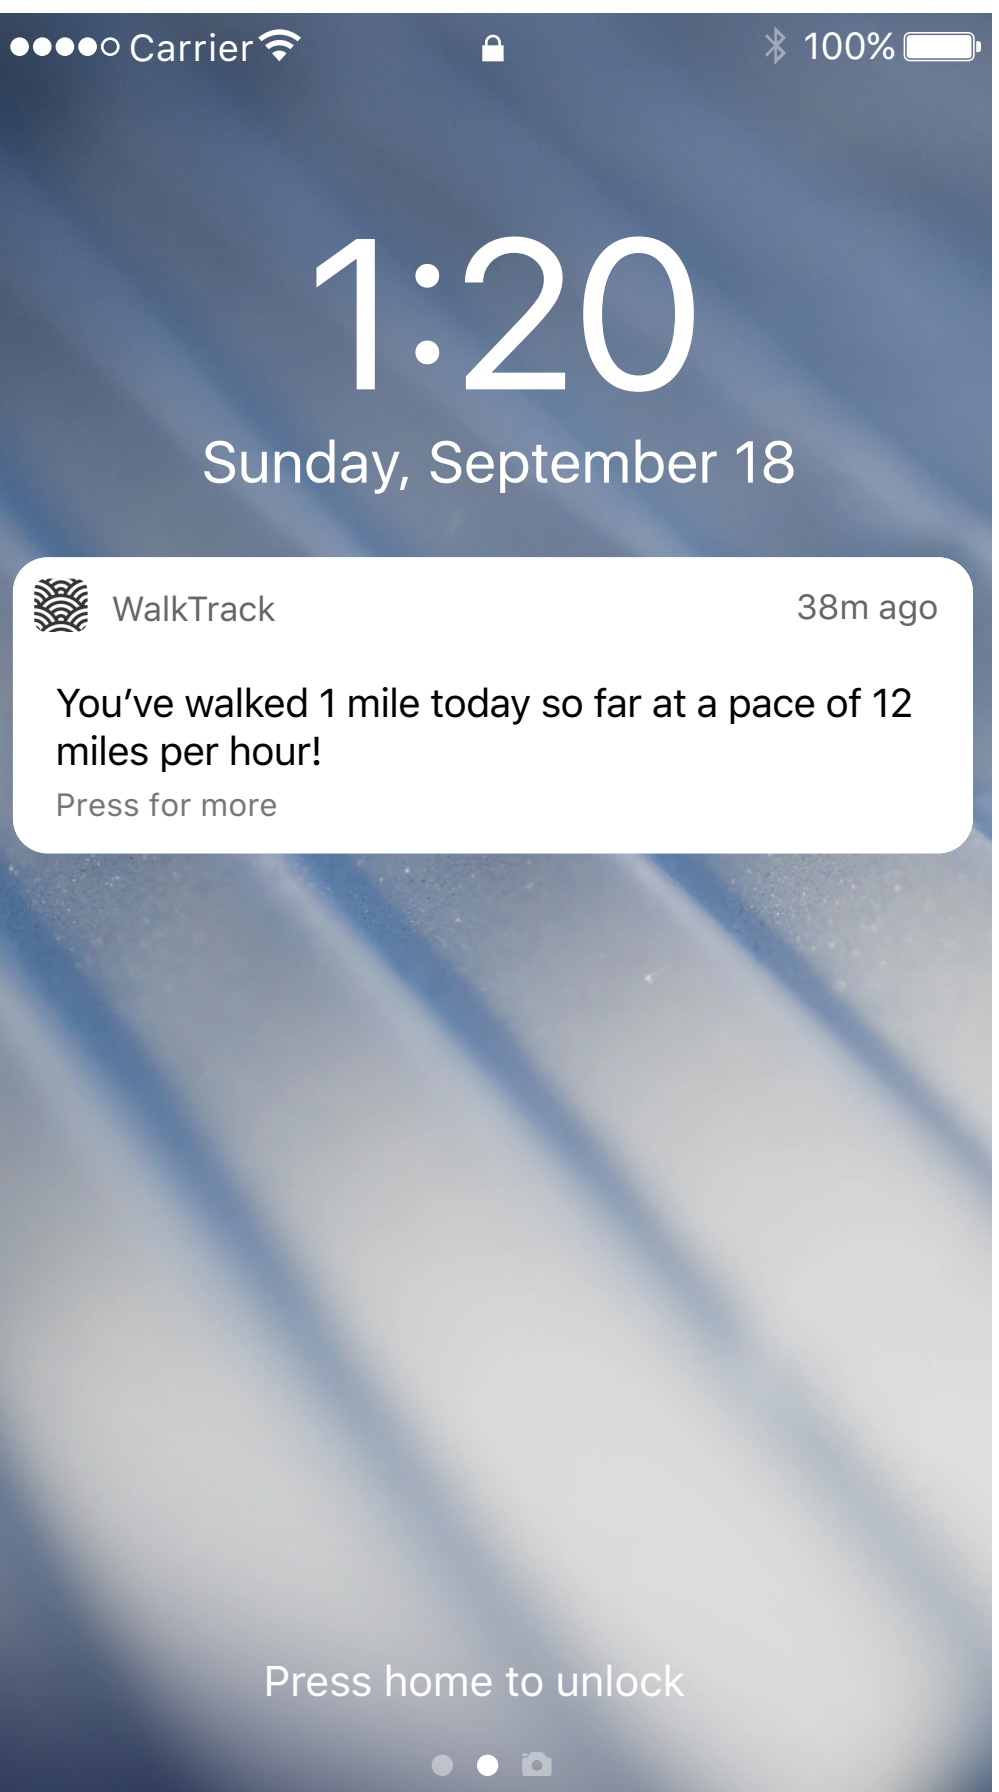 Carrier 100%
1:20
Sunday, September 18
WalkTrack 38m ago
You’ve walked 1 mile today so far at a pace of 12
miles per hour!
Press for more
Press home to unlock